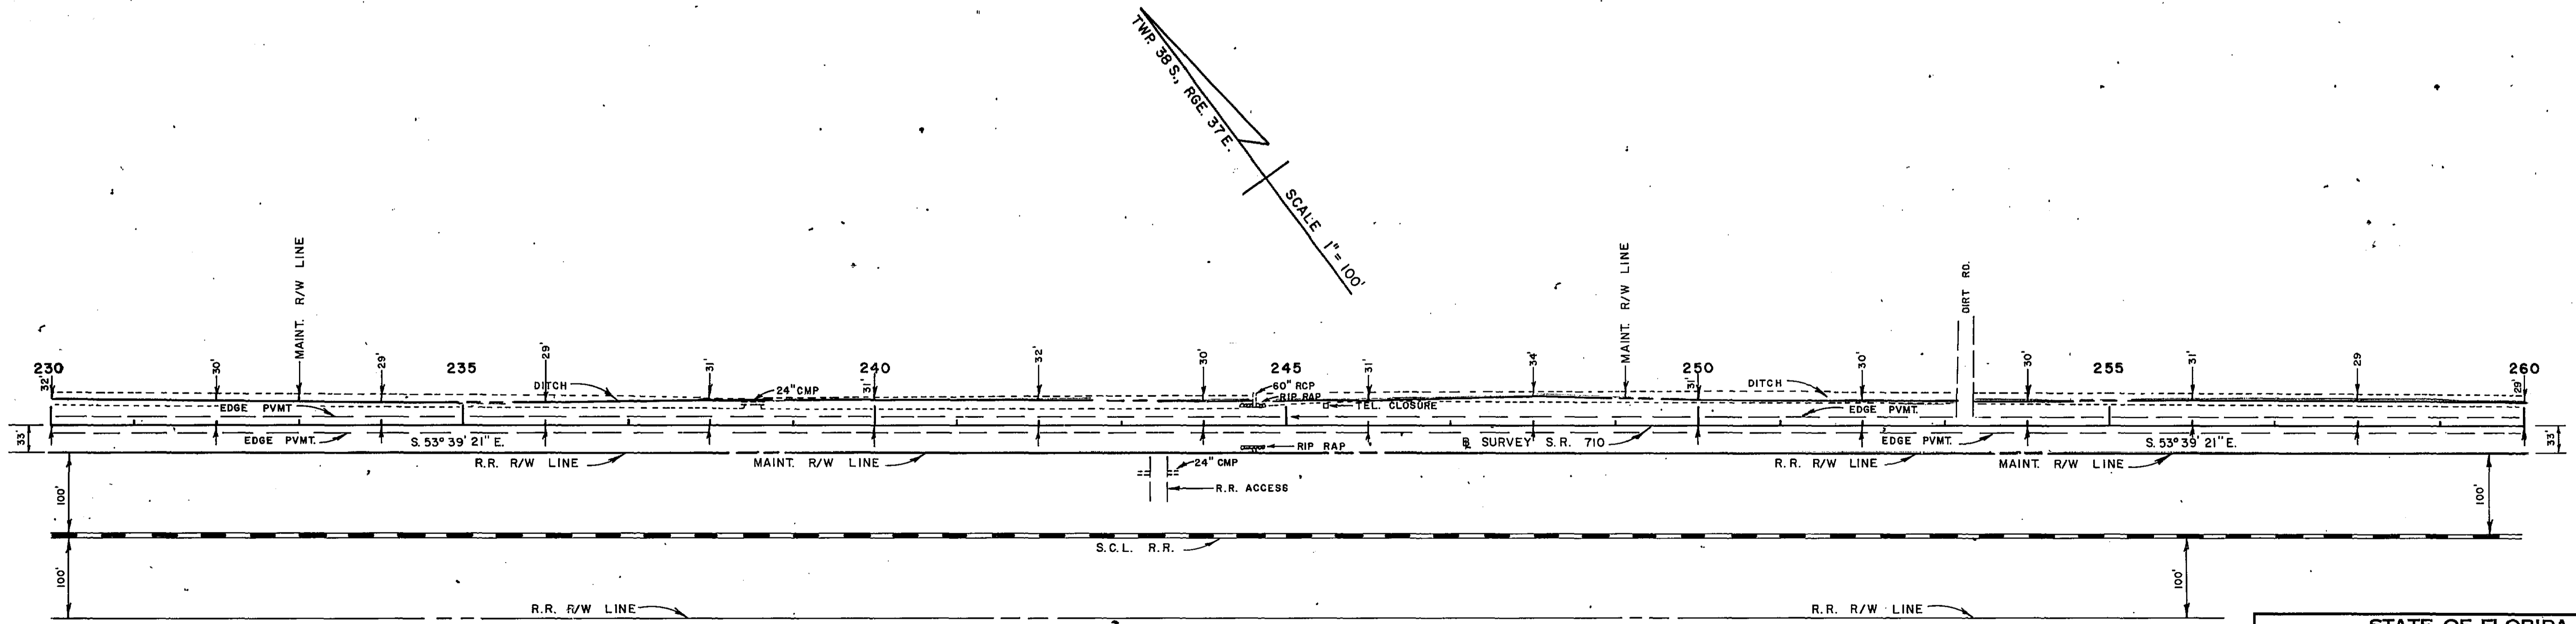 TWP. 38 S., RGE. 37 E.
SCALE 1" = 100'
MAINT. R/W LINE
MAINT. R/W LINE
DIRT RD.
230
235
240
245
250
255
260
32'
30'
29'
29'
31'
31'
32'
30'
31'
34'
31'
30'
30'
31'
29
29'
DITCH
24" CMP
60" RCP
RIP RAP
TEL. CLOSURE
DITCH
EDGE PVMT
EDGE PVMT.
33'
EDGE PVMT.
S. 53° 39' 21" E.
RIP RAP
SURVEY S.R. 710
EDGE PVMT.
S. 53° 39' 21" E.
33'
R.R. R/W LINE
MAINT. R/W LINE
24" CMP
R.R. R/W LINE
MAINT. R/W LINE
R.R. ACCESS
100'
100'
S.C.L. R.R.
100'
100'
R.R. R/W LINE
R.R. R/W LINE
STATE OF FLORIDA